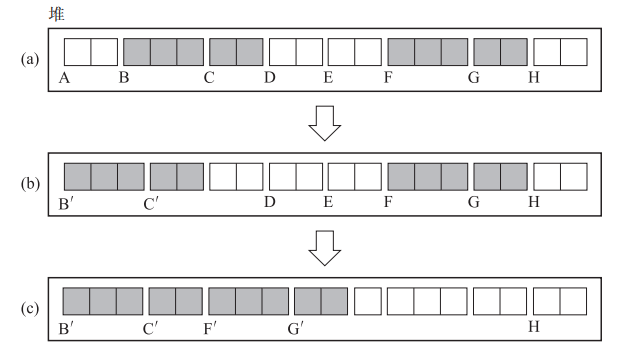 堆
(a)
A B C D E F G H
(b)
B′ C′ D E F G H
(c)
B′ C′ F′ G′ H